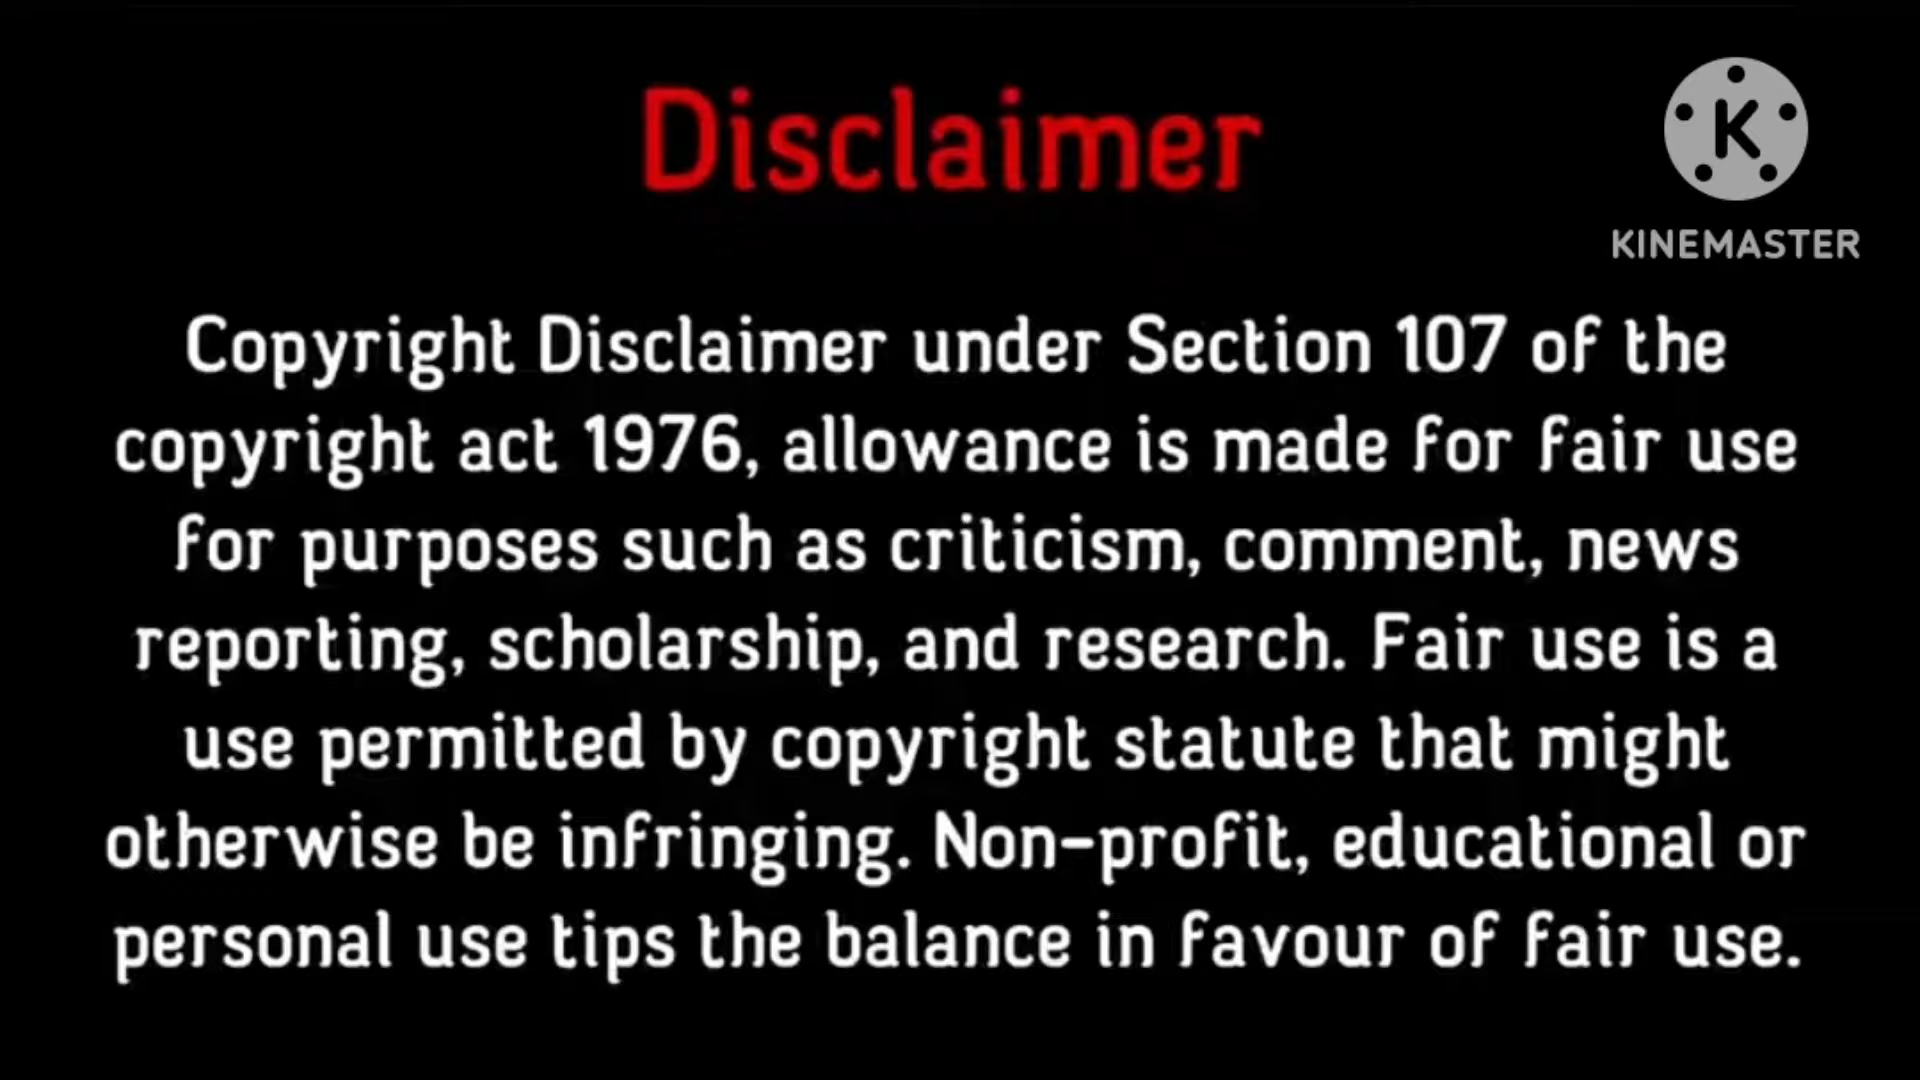 Disclaimer
K
KINEMASTER
Copyright Disclaimer under Section 107 of the
copyright act 1976, allowance is made for fair use
for purposes such as criticism, comment, news
reporting, scholarship, and research. Fair use is a
use permitted by copyright statute that might
otherwise be infringing. Non-profit, educational or
personal use tips the balance in favour of fair use.